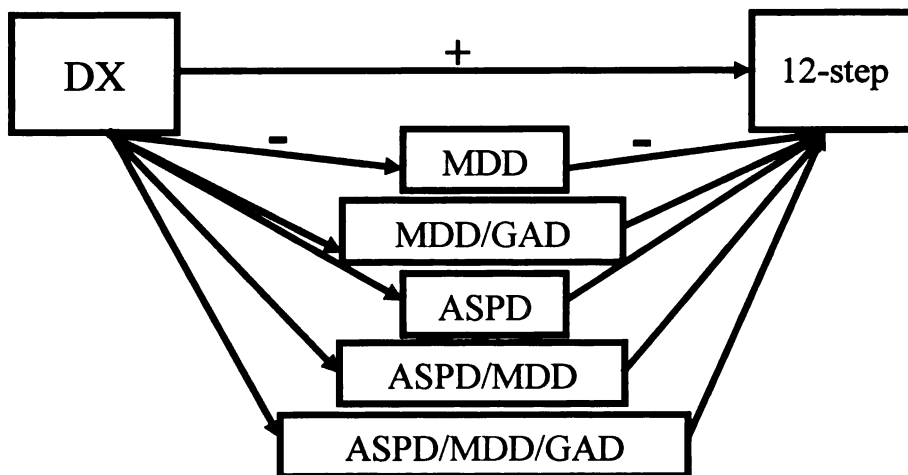 +
DX
12-step
-
-
MDD
MDD/GAD
ASPD
ASPD/MDD
ASPD/MDD/GAD